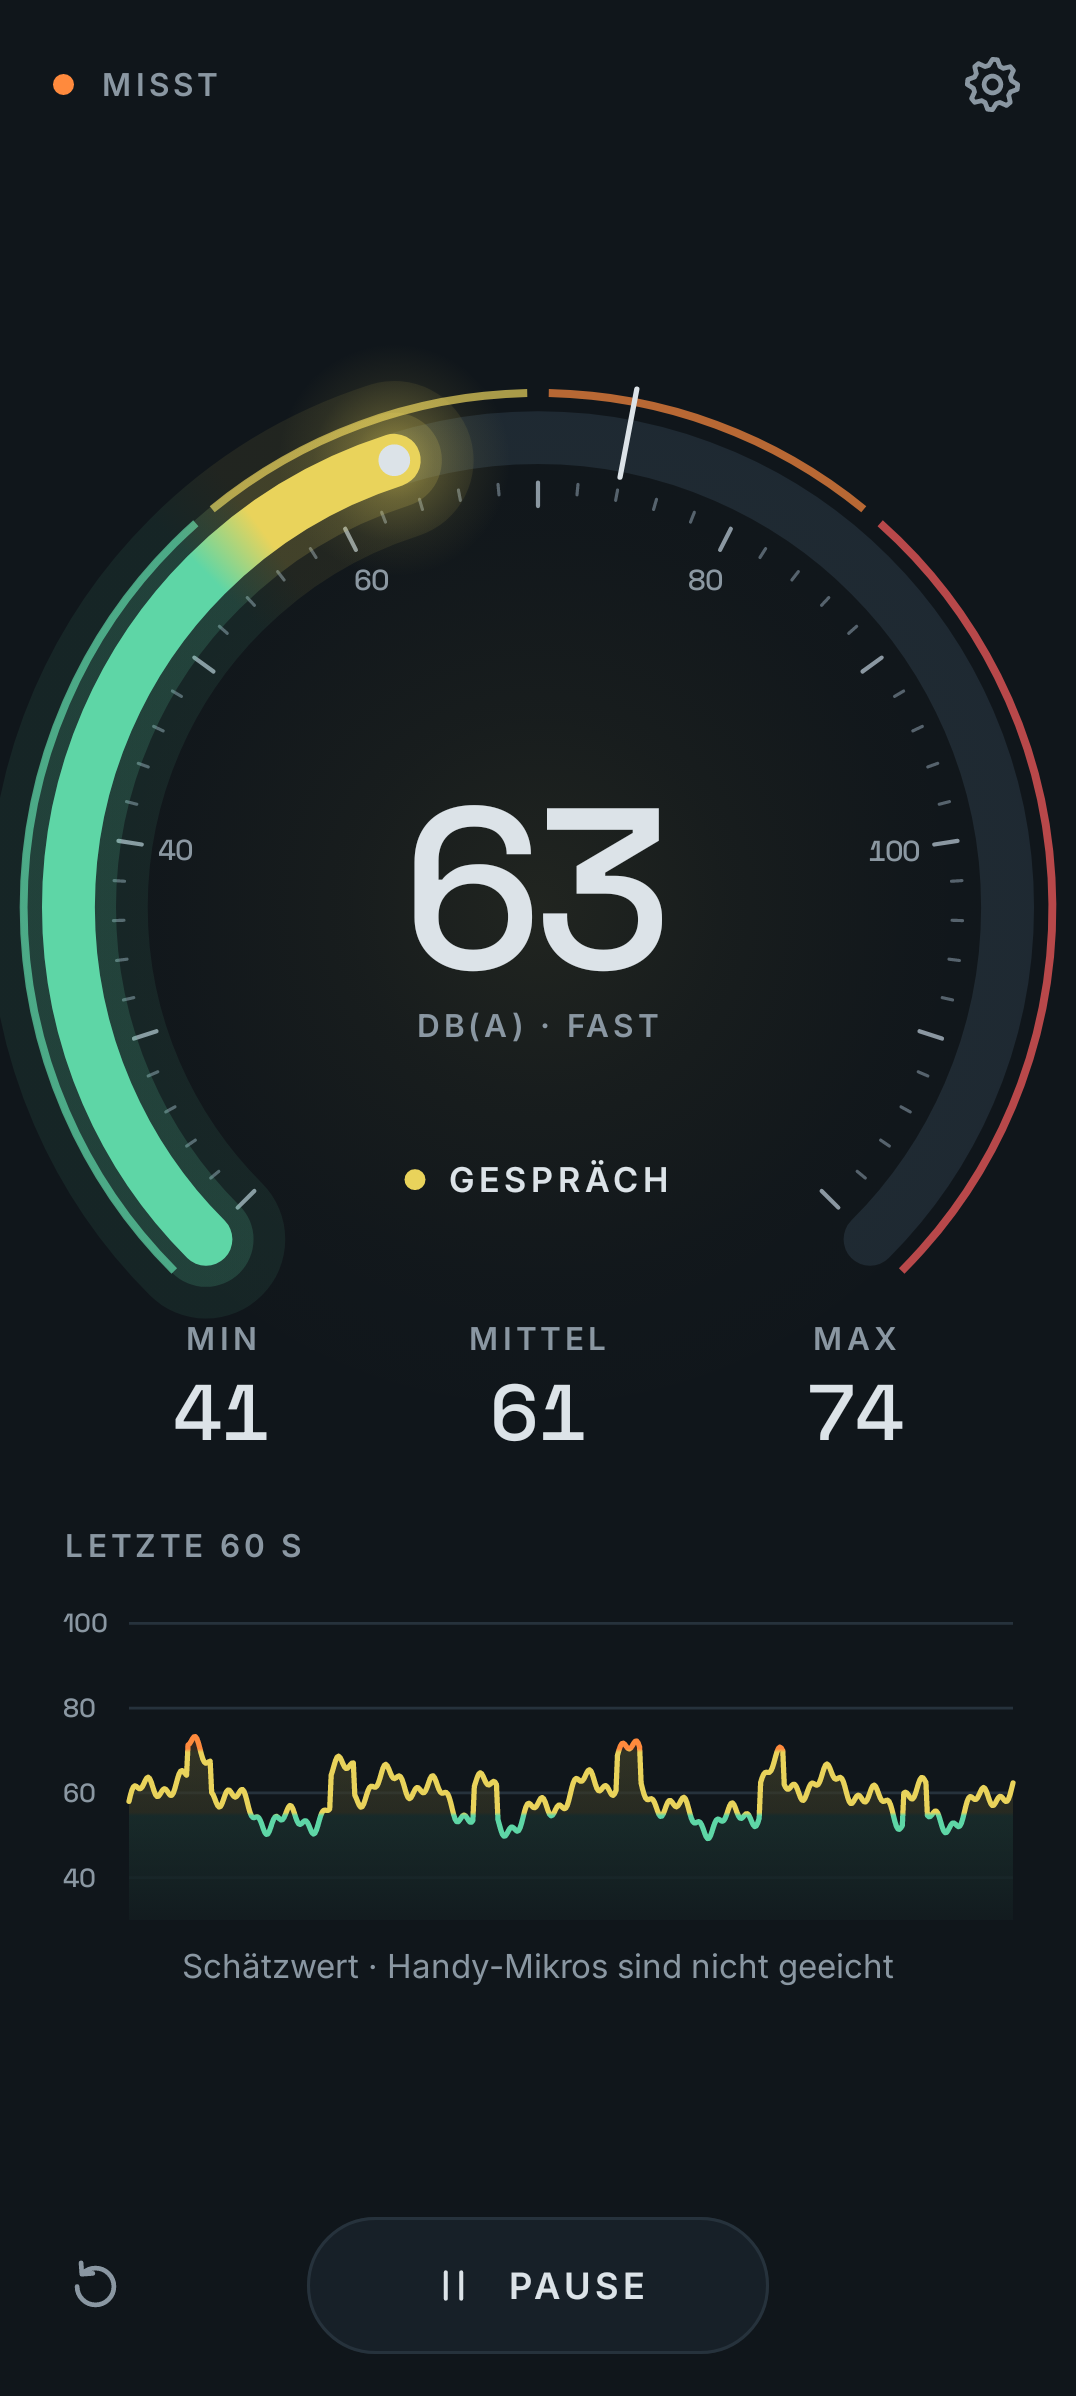 MISST
60
80
40
100
63
DB(A) · FAST
GESPRÄCH
MIN
MITTEL
MAX
41
61
74
LETZTE 60 S
100
80
60
40
Schätzwert · Handy-Mikros sind nicht geeicht
PAUSE